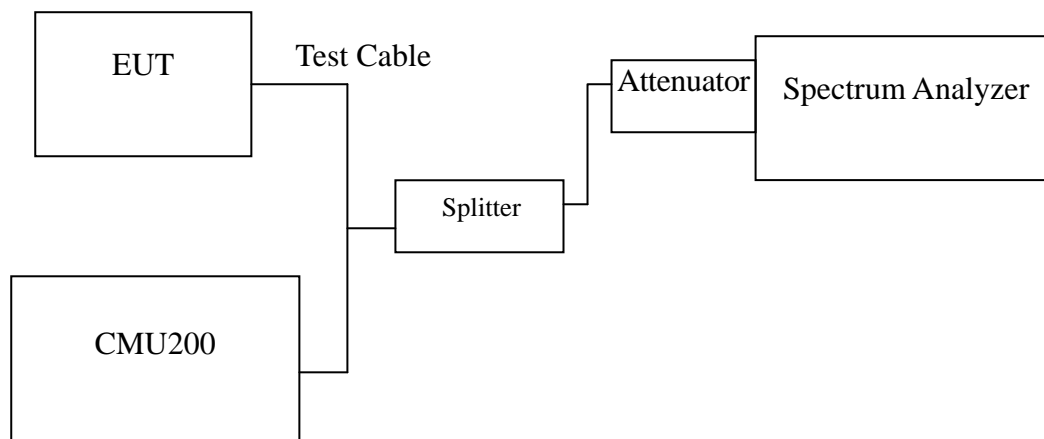 EUT
Test Cable
Attenuator
Spectrum Analyzer
Splitter
CMU200